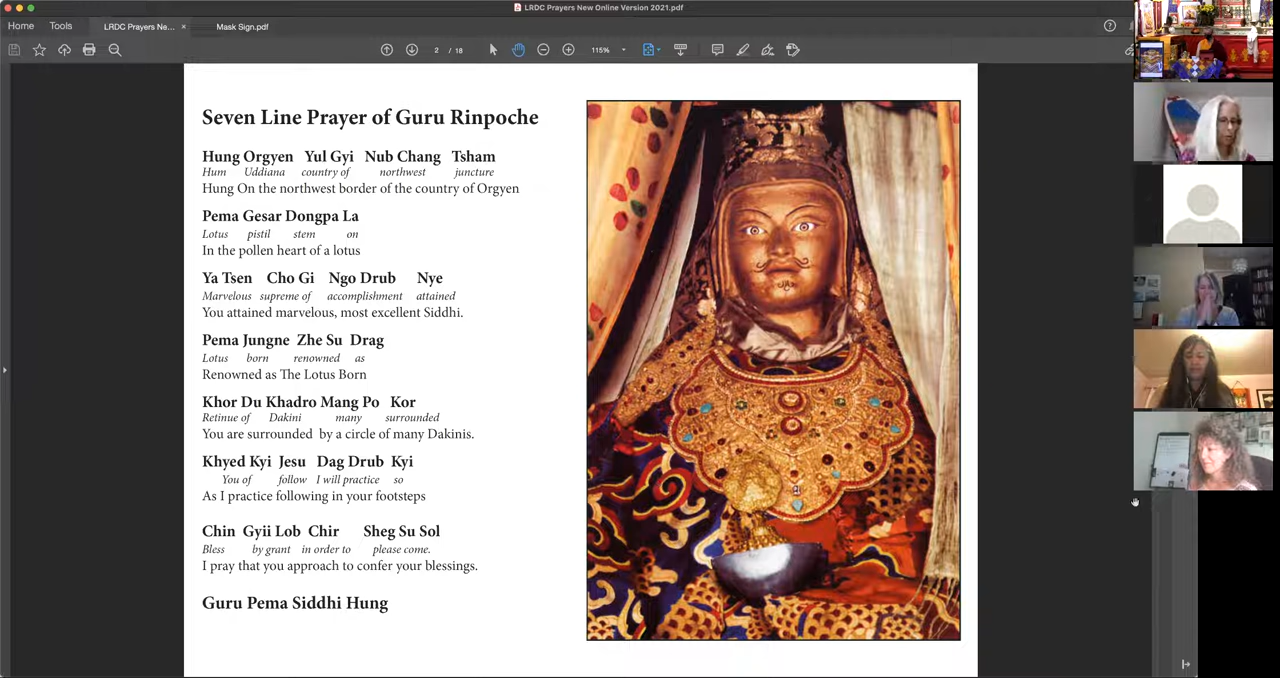 LRDC Prayers New Online Version 2021.pdf
Home Tools LRDC Prayers Ne... × Mask Sign.pdf
2 / 18 115%
Seven Line Prayer of Guru Rinpoche
Hung Orgyen Yul Gyi Nub Chang Tsham
Hum Uddiana country of northwest juncture
Hung On the northwest border of the country of Orgyen
Pema Gesar Dongpa La
Lotus pistil stem on
In the pollen heart of a lotus
Ya Tsen Cho Gi Ngo Drub Nye
Marvelous supreme of accomplishment attained
You attained marvelous, most excellent Siddhi.
Pema Jungne Zhe Su Drag
Lotus born renowned as
Renowned as The Lotus Born
Khor Du Khadro Mang Po Kor
Retinue of Dakini many surrounded
You are surrounded by a circle of many Dakinis.
Khyed Kyi Jesu Dag Drub Kyi
You of follow I will practice so
As I practice following in your footsteps
Chin Gyii Lob Chir Sheg Su Sol
Bless by grant in order to please come.
I pray that you approach to confer your blessings.
Guru Pema Siddhi Hung